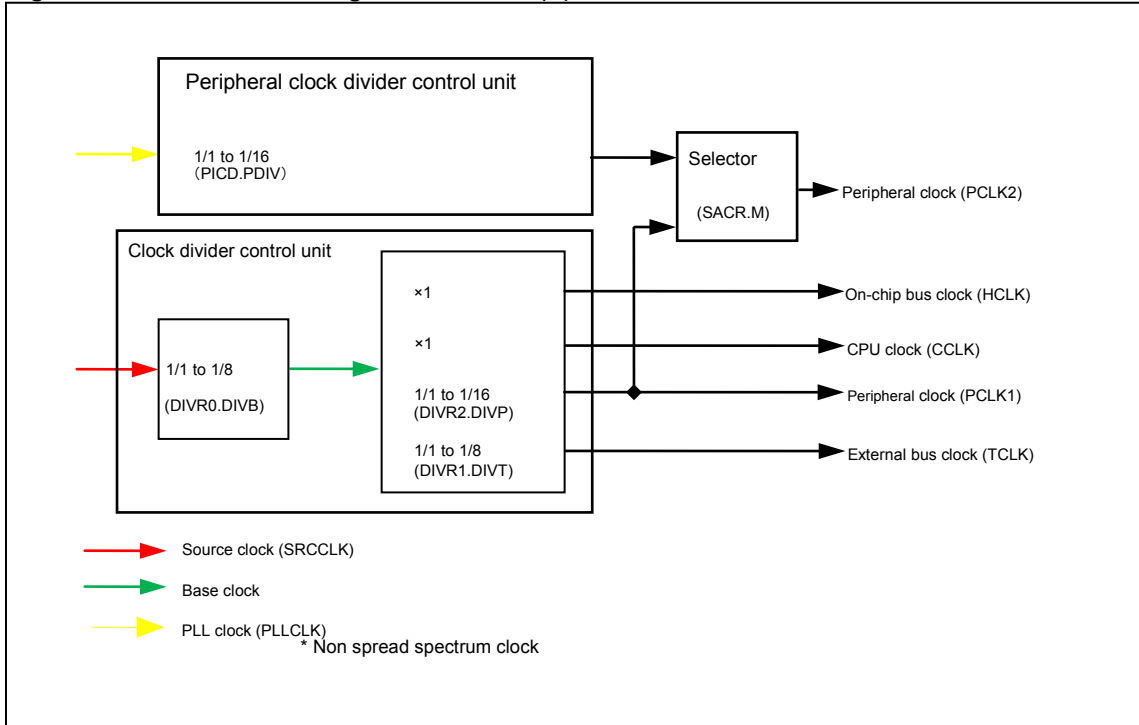 Peripheral clock divider control unit
1/1 to 1/16
(PICD.PDIV）
Selector
(SACR.M)
Peripheral clock (PCLK2)
Clock divider control unit
1/1 to 1/8
(DIVR0.DIVB)
×1
×1
1/1 to 1/16
(DIVR2.DIVP)
1/1 to 1/8
(DIVR1.DIVT)
On-chip bus clock (HCLK)
CPU clock (CCLK)
Peripheral clock (PCLK1)
External bus clock (TCLK)
Source clock (SRCCLK)
Base clock
PLL clock (PLLCLK)
* Non spread spectrum clock